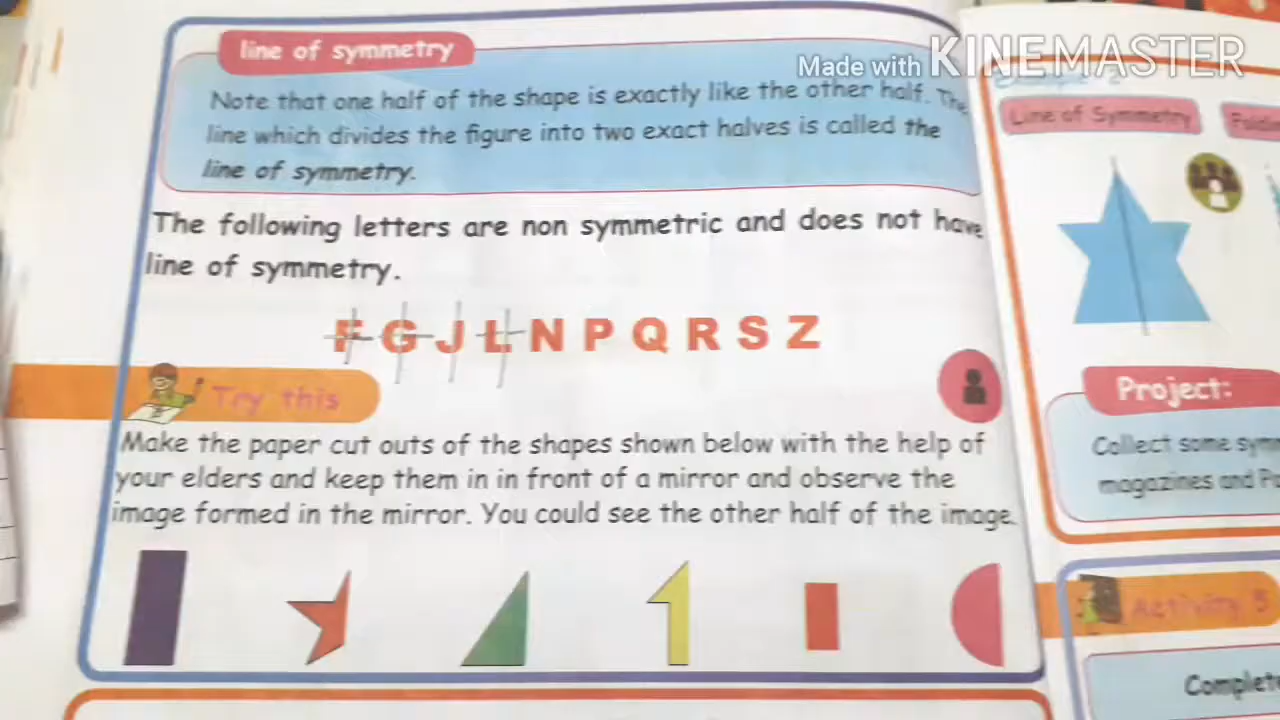 Made with KINEMASTER
line of symmetry
Note that one half of the shape is exactly like the other half. The
line which divides the figure into two exact halves is called the
line of symmetry.
The following letters are non symmetric and does not have
line of symmetry.
F G J L N P Q R S Z
Try this
Make the paper cut outs of the shapes shown below with the help of
your elders and keep them in in front of a mirror and observe the
image formed in the mirror. You could see the other half of the image.
Line of Symmetry
Project:
Collect some
magazines and
Activity 5